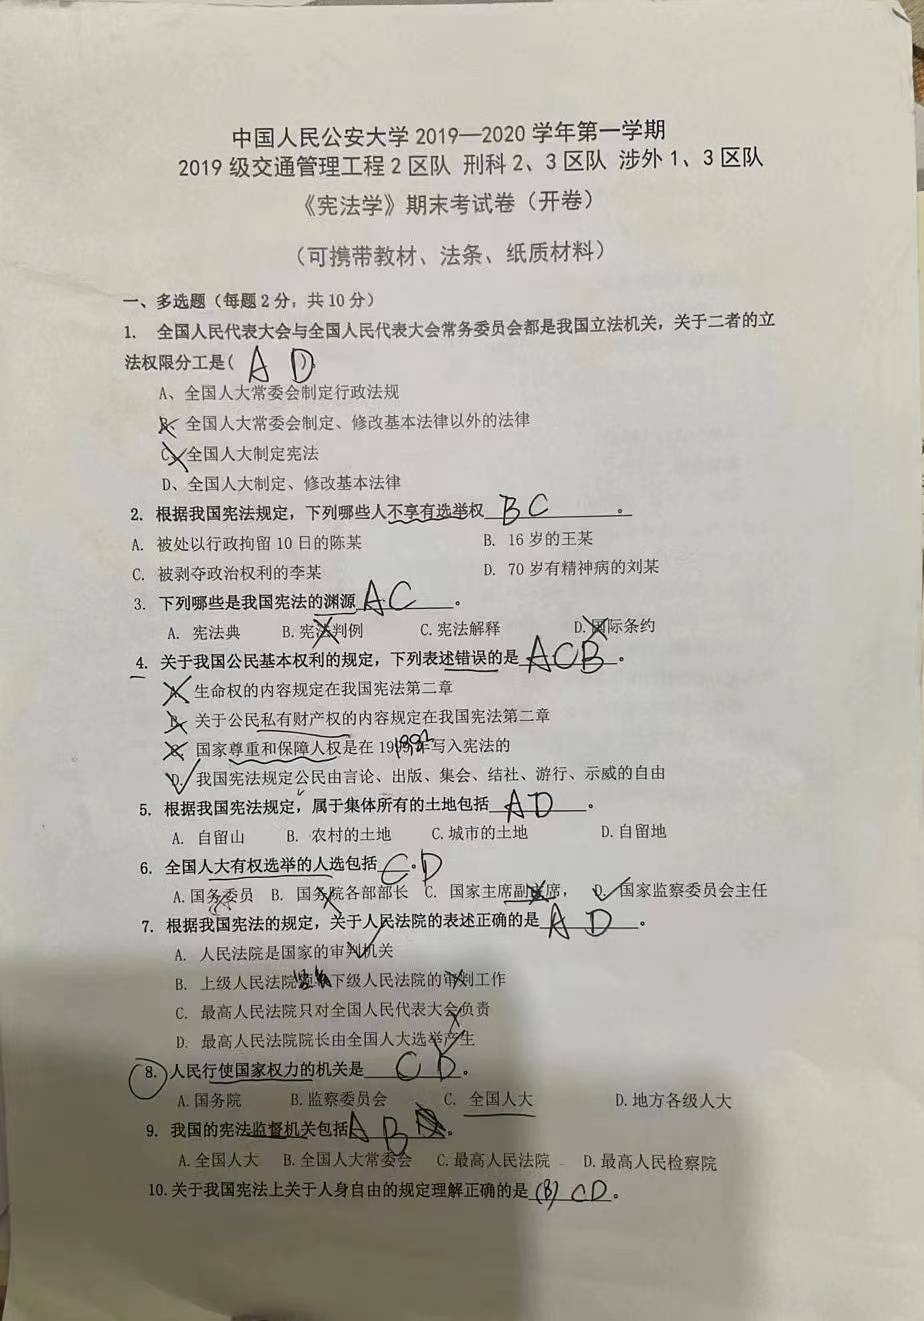 中国人民公安大学2019—2020学年第一学期
2019级交通管理工程2区队 刑科2、3区队 涉外1、3区队
《宪法学》期末考试卷（开卷）
（可携带教材、法条、纸质材料）
一、多选题（每题2分，共10分）
1. 全国人民代表大会与全国人民代表大会常务委员会都是我国立法机关，关于二者的立
法权限分工是( A D )。
A、全国人大常委会制定行政法规
B、全国人大常委会制定、修改基本法律以外的法律
C、全国人大制定宪法
D、全国人大制定、修改基本法律
2. 根据我国宪法规定，下列哪些人不享有选举权 BC 。
A. 被处以行政拘留10日的陈某 B. 16岁的王某
C. 被剥夺政治权利的李某 D. 70岁有精神病的刘某
3. 下列哪些是我国宪法的渊源 AC 。
A. 宪法典 B.宪法判例 C.宪法解释 D.国际条约
4. 关于我国公民基本权利的规定，下列表述错误的是 ACB 。
A. 生命权的内容规定在我国宪法第二章
B. 关于公民私有财产权的内容规定在我国宪法第二章
C. 国家尊重和保障人权是在19 年写入宪法的
D. 我国宪法规定公民由言论、出版、集会、结社、游行、示威的自由
5. 根据我国宪法规定，属于集体所有的土地包括 AD 。
A. 自留山 B. 农村的土地 C.城市的土地 D.自留地
6. 全国人大有权选举的人选包括 C D 。
A.国务委员 B. 国务院各部部长 C. 国家主席副主席， D. 国家监察委员会主任
7. 根据我国宪法的规定，关于人民法院的表述正确的是 A D 。
A. 人民法院是国家的审判机关
B. 上级人民法院 下级人民法院的审判工作
C. 最高人民法院只对全国人民代表大会负责
D. 最高人民法院院长由全国人大选举产生
8. 人民行使国家权力的机关是 C D 。
A.国务院 B.监察委员会 C. 全国人大 D.地方各级人大
9. 我国的宪法监督机关包括 A B 。
A.全国人大 B.全国人大常委会 C.最高人民法院 D.最高人民检察院
10.关于我国宪法上关于人身自由的规定理解正确的是 (B) CD 。